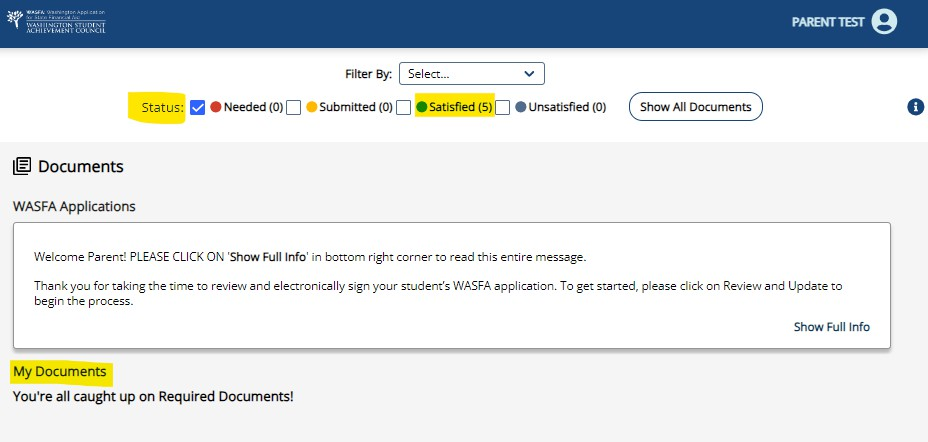 WASFA: Washington Application
for State Financial Aid
WASHINGTON STUDENT
ACHIEVEMENT COUNCIL
PARENT TEST
Filter By: Select...
Status: Needed (0) Submitted (0) Satisfied (5) Unsatisfied (0) Show All Documents
Documents
WASFA Applications
Welcome Parent! PLEASE CLICK ON 'Show Full Info' in bottom right corner to read this entire message.
Thank you for taking the time to review and electronically sign your student's WASFA application. To get started, please click on Review and Update to
begin the process.
Show Full Info
My Documents
You're all caught up on Required Documents!